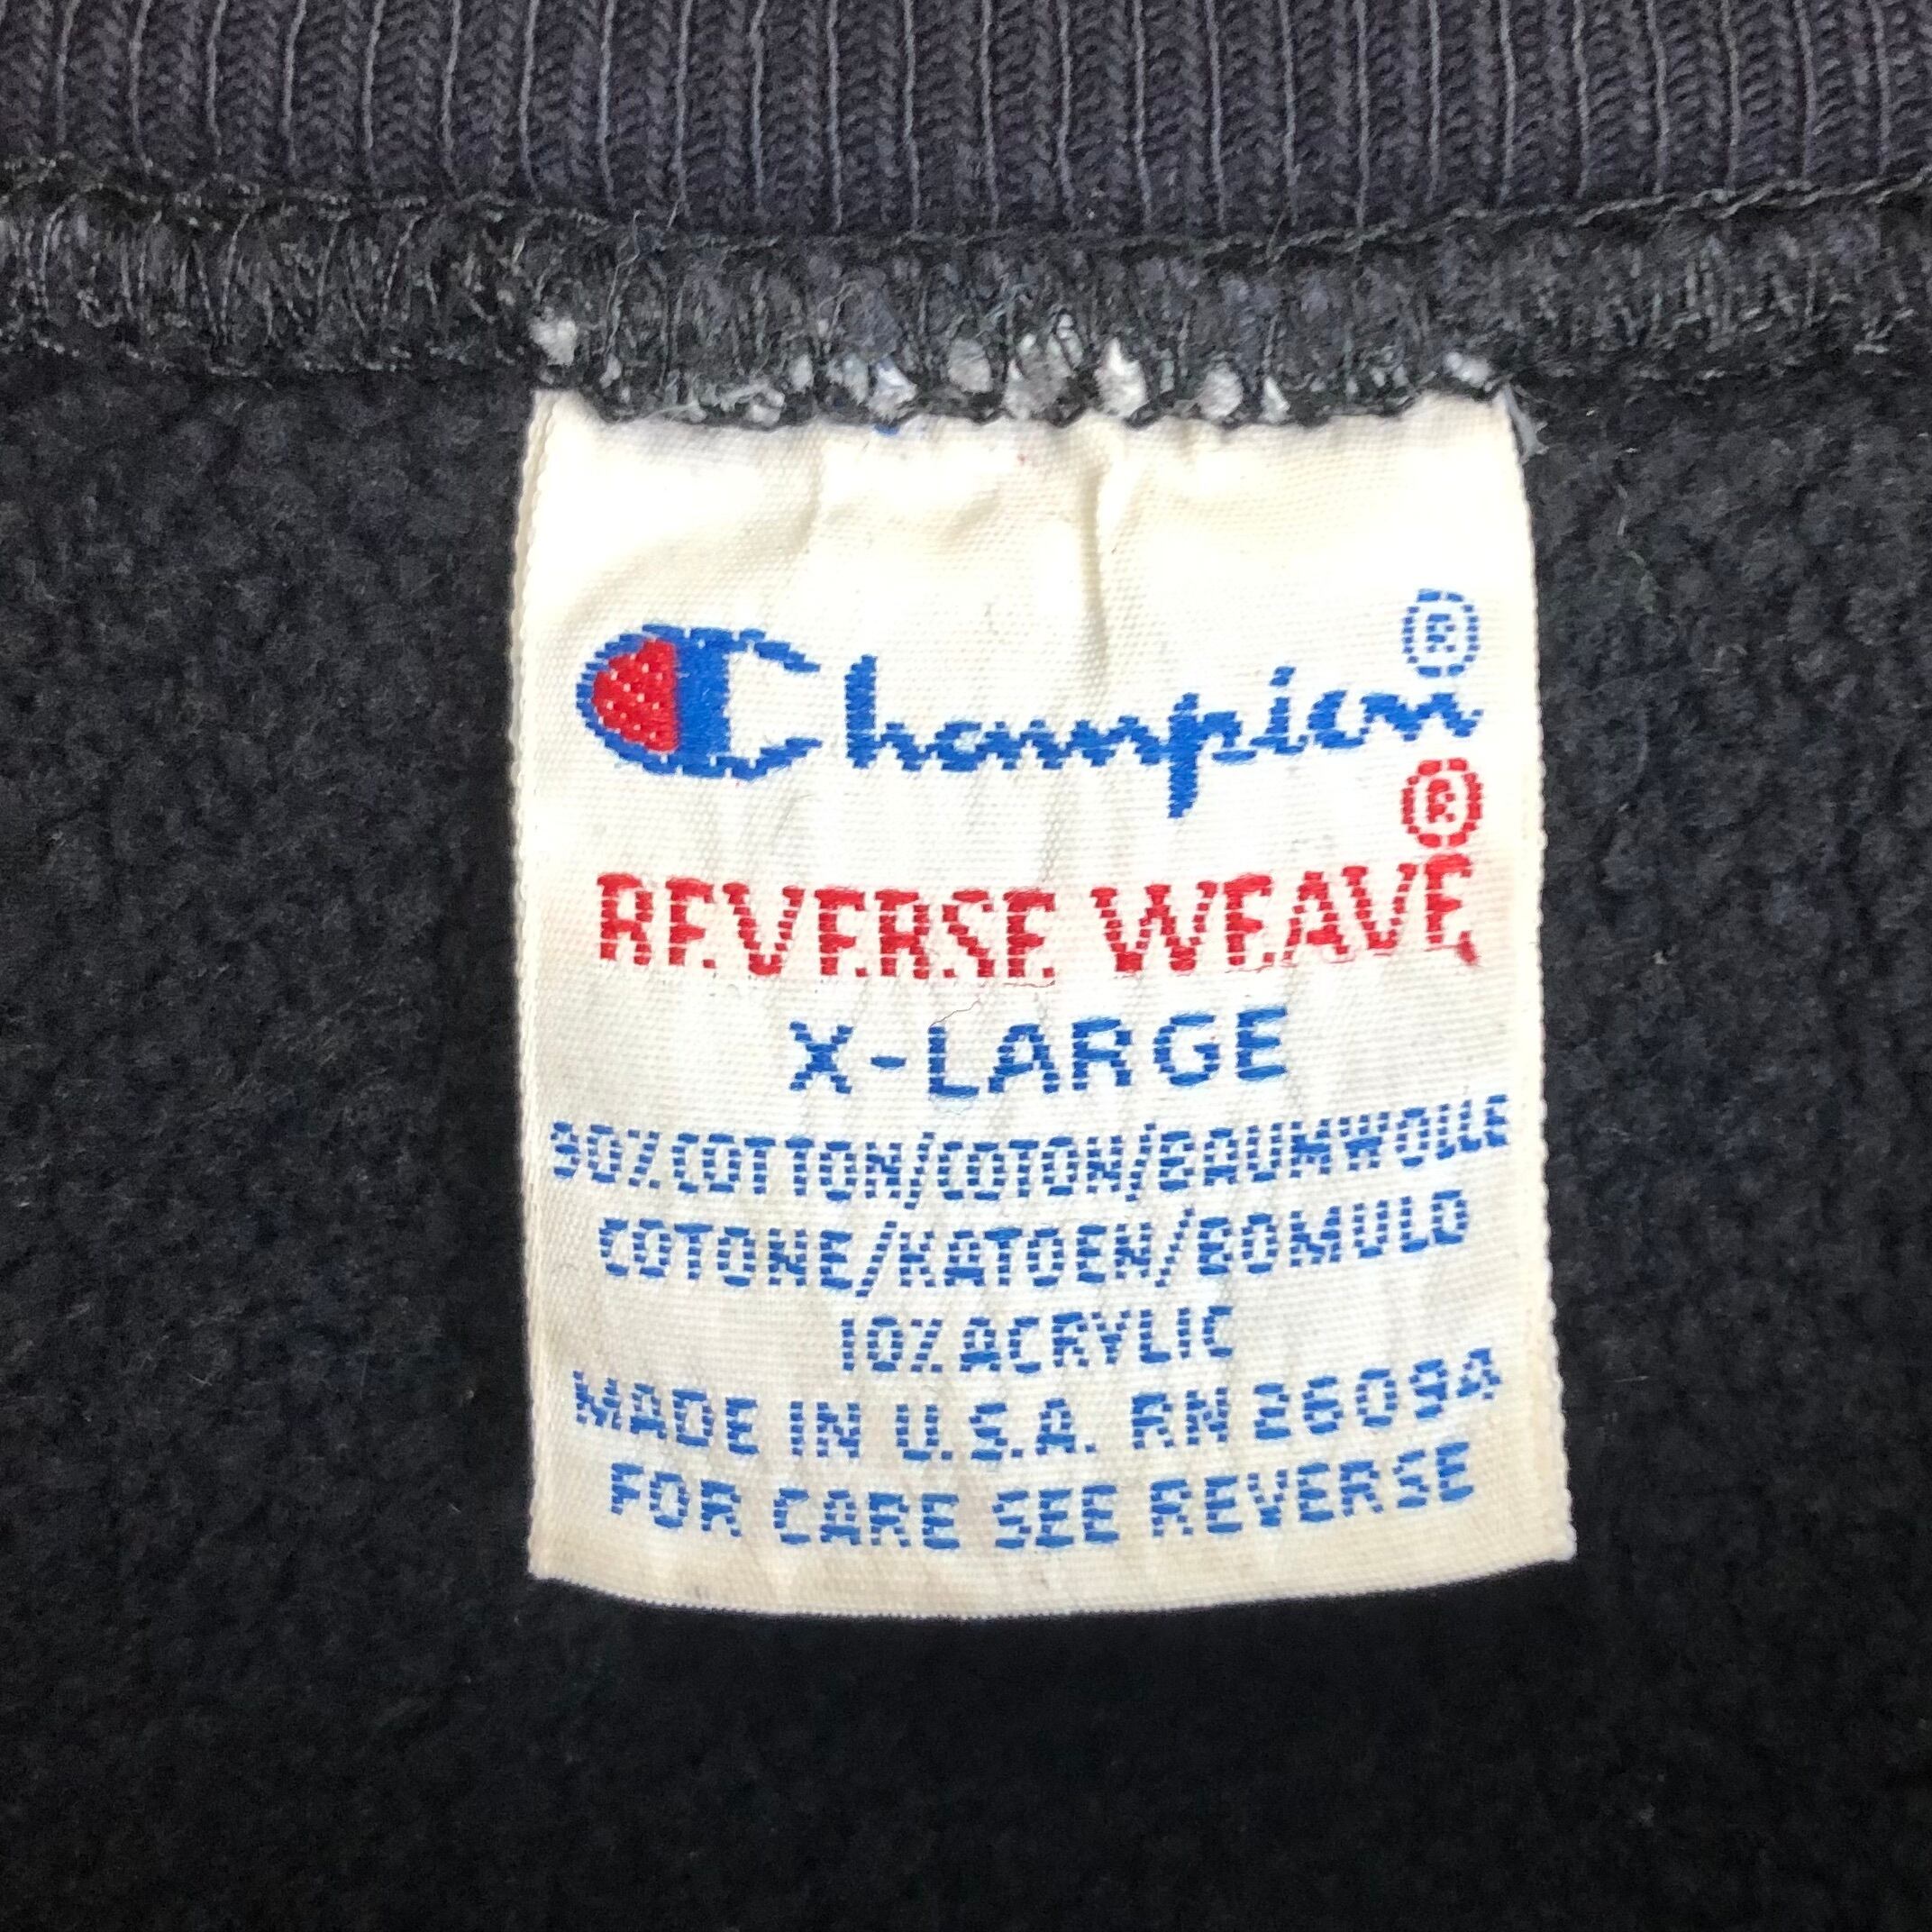 Champion®
REVERSE WEAVE®
X-LARGE
90% COTTON/COTON/BAUMWOLLE
COTONE/KATOEN/BOMULD
10% ACRYLIC
MADE IN U.S.A. RN 26094
FOR CARE SEE REVERSE